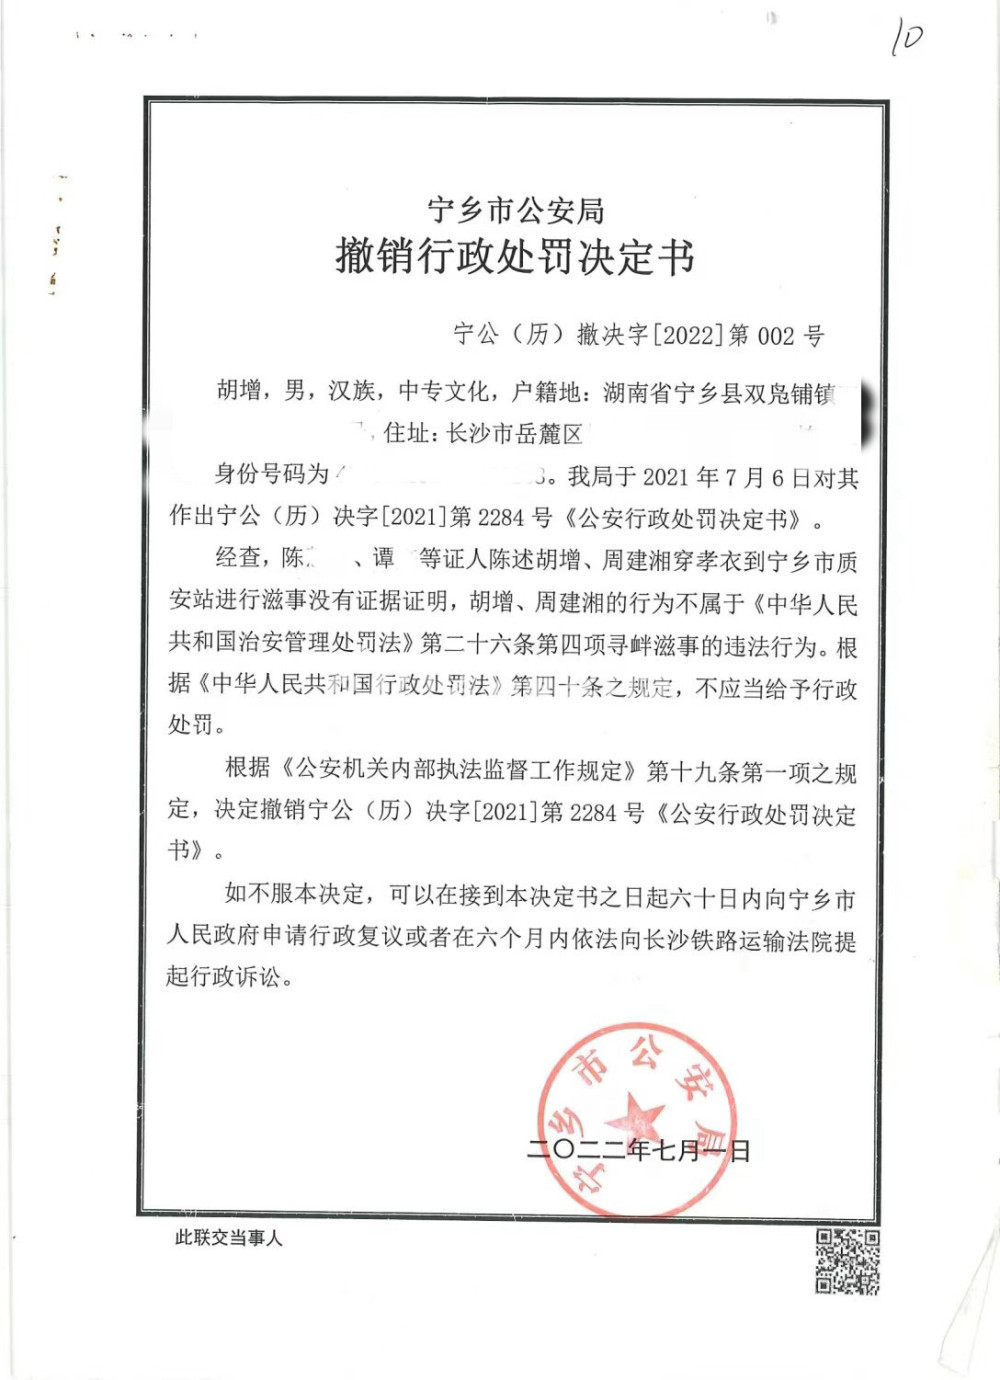 10
宁乡市公安局
撤销行政处罚决定书
宁公（历）撤决字[2022]第 002 号
胡增，男，汉族，中专文化，户籍地：湖南省宁乡县双凫铺镇
，住址：长沙市岳麓区
身份号码为 。我局于 2021 年 7 月 6 日对其
作出宁公（历）决字[2021]第 2284 号《公安行政处罚决定书》。
经查，陈 、谭 等证人陈述胡增、周建湘穿孝衣到宁乡市质
安站进行滋事没有证据证明，胡增、周建湘的行为不属于《中华人民
共和国治安管理处罚法》第二十六条第四项寻衅滋事的违法行为。根
据《中华人民共和国行政处罚法》第四十条之规定，不应当给予行政
处罚。
根据《公安机关内部执法监督工作规定》第十九条第一项之规
定，决定撤销宁公（历）决字[2021]第 2284 号《公安行政处罚决定
书》。
如不服本决定，可以在接到本决定书之日起六十日内向宁乡市
人民政府申请行政复议或者在六个月内依法向长沙铁路运输法院提
起行政诉讼。
宁乡市公安局
二〇二二年七月一日
此联交当事人